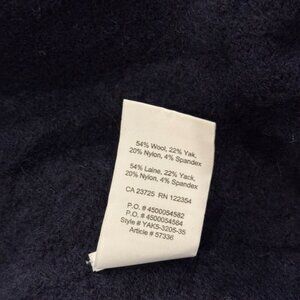 54% Wool, 22% Yak,
20% Nylon, 4% Spandex
54% Laine, 22% Yack,
20% Nylon, 4% Spandex
CA 23725 RN 122354
P.O. # 4500054582
P.O. # 4500054564
Style # YAK5-3205-35
Article # 57336